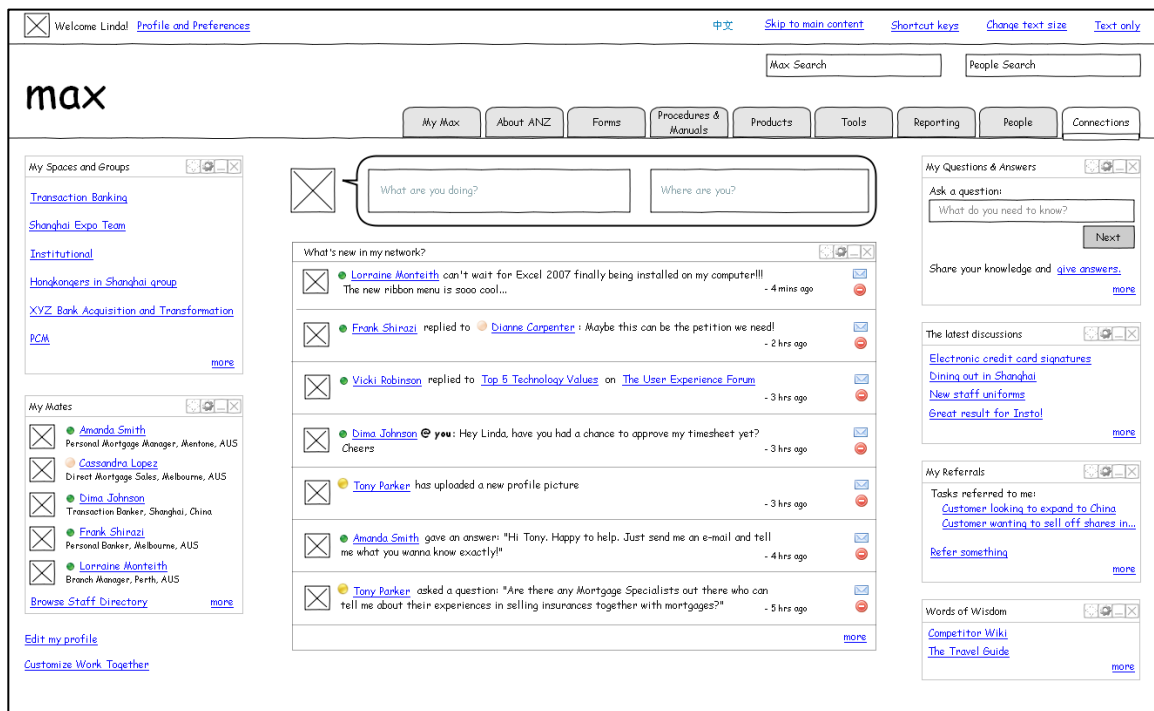 Welcome Linda! Profile and Preferences
中文 Skip to main content Shortcut keys Change text size Text only
Max Search
People Search
max
My Max
About ANZ
Forms
Procedures &
Manuals
Products
Tools
Reporting
People
Connections
My Spaces and Groups
Transaction Banking
Shanghai Expo Team
Institutional
Hongkongers in Shanghai group
XYZ Bank Acquisition and Transformation
PCM
more
My Mates
Amanda Smith
Personal Mortgage Manager, Mentone, AUS
Cassandra Lopez
Direct Mortgage Sales, Melbourne, AUS
Dima Johnson
Transaction Banker, Shanghai, China
Frank Shirazi
Personal Banker, Melbourne, AUS
Lorraine Monteith
Branch Manager, Perth, AUS
Browse Staff Directory more
Edit my profile
Customize Work Together
What are you doing?
Where are you?
What's new in my network?
Lorraine Monteith can't wait for Excel 2007 finally being installed on my computer!!!
The new ribbon menu is sooo cool...
- 4 mins ago
Frank Shirazi replied to Dianne Carpenter : Maybe this can be the petition we need!
- 2 hrs ago
Vicki Robinson replied to Top 5 Technology Values on The User Experience Forum
- 3 hrs ago
Dima Johnson @ you: Hey Linda, have you had a chance to approve my timesheet yet?
Cheers
- 3 hrs ago
Tony Parker has uploaded a new profile picture
- 3 hrs ago
Amanda Smith gave an answer: "Hi Tony. Happy to help. Just send me an e-mail and tell
me what you wanna know exactly!"
- 4 hrs ago
Tony Parker asked a question: "Are there any Mortgage Specialists out there who can
tell me about their experiences in selling insurances together with mortgages?"
- 5 hrs ago
more
My Questions & Answers
Ask a question:
What do you need to know?
Next
Share your knowledge and give answers.
more
The latest discussions
Electronic credit card signatures
Dining out in Shanghai
New staff uniforms
Great result for Insto!
more
My Referrals
Tasks referred to me:
Customer looking to expand to China
Customer wanting to sell off shares in...
Refer something
more
Words of Wisdom
Competitor Wiki
The Travel Guide
more